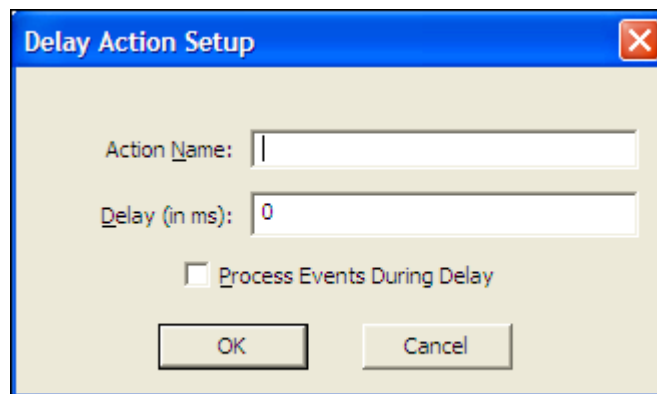 Delay Action Setup
Action Name:
Delay (in ms): 0
Process Events During Delay
OK Cancel